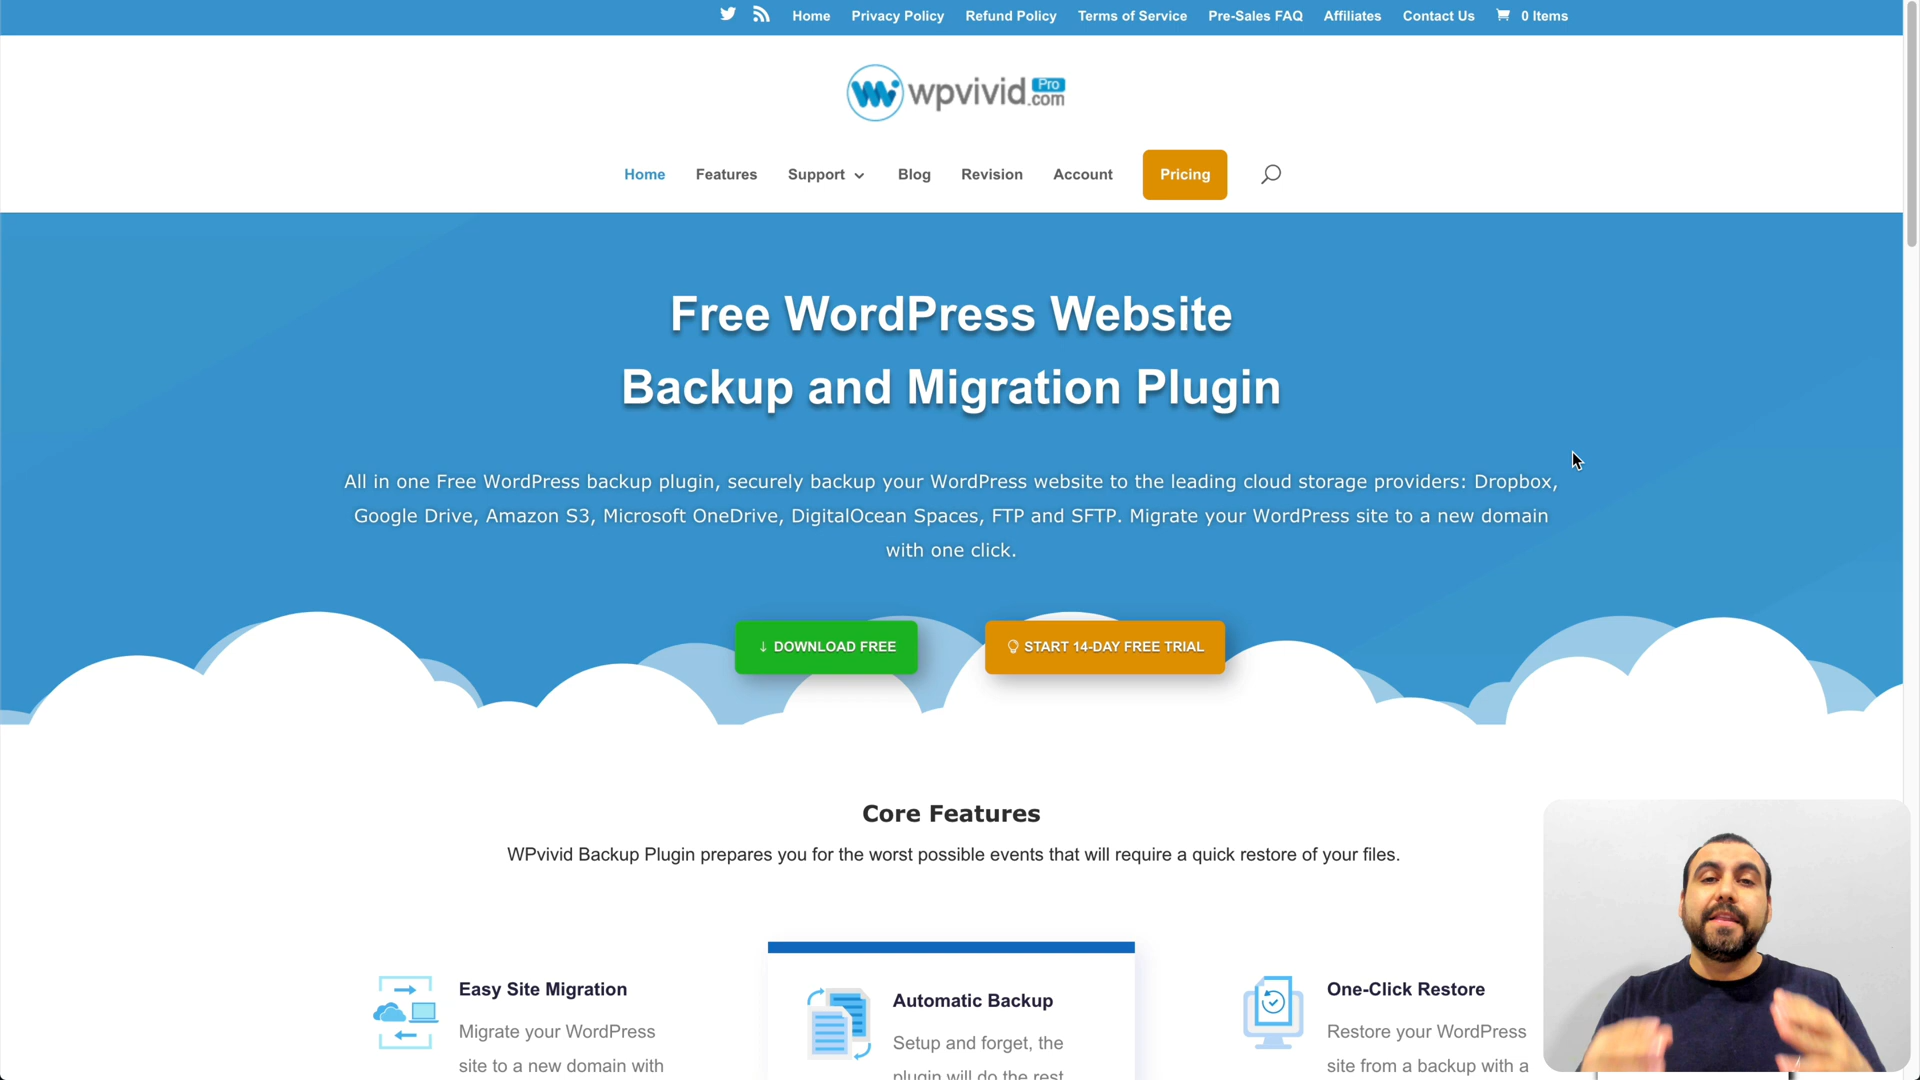 Home Privacy Policy Refund Policy Terms of Service Pre-Sales FAQ Affiliates Contact Us 0 Items
wpvivid Pro .com
Home Features Support Blog Revision Account Pricing
Free WordPress Website
Backup and Migration Plugin
All in one Free WordPress backup plugin, securely backup your WordPress website to the leading cloud storage providers: Dropbox,
Google Drive, Amazon S3, Microsoft OneDrive, DigitalOcean Spaces, FTP and SFTP. Migrate your WordPress site to a new domain
with one click.
DOWNLOAD FREE START 14-DAY FREE TRIAL
Core Features
WPvivid Backup Plugin prepares you for the worst possible events that will require a quick restore of your files.
Easy Site Migration
Migrate your WordPress
site to a new domain with
Automatic Backup
Setup and forget, the
plugin will do the rest
One-Click Restore
Restore your WordPress
site from a backup with a